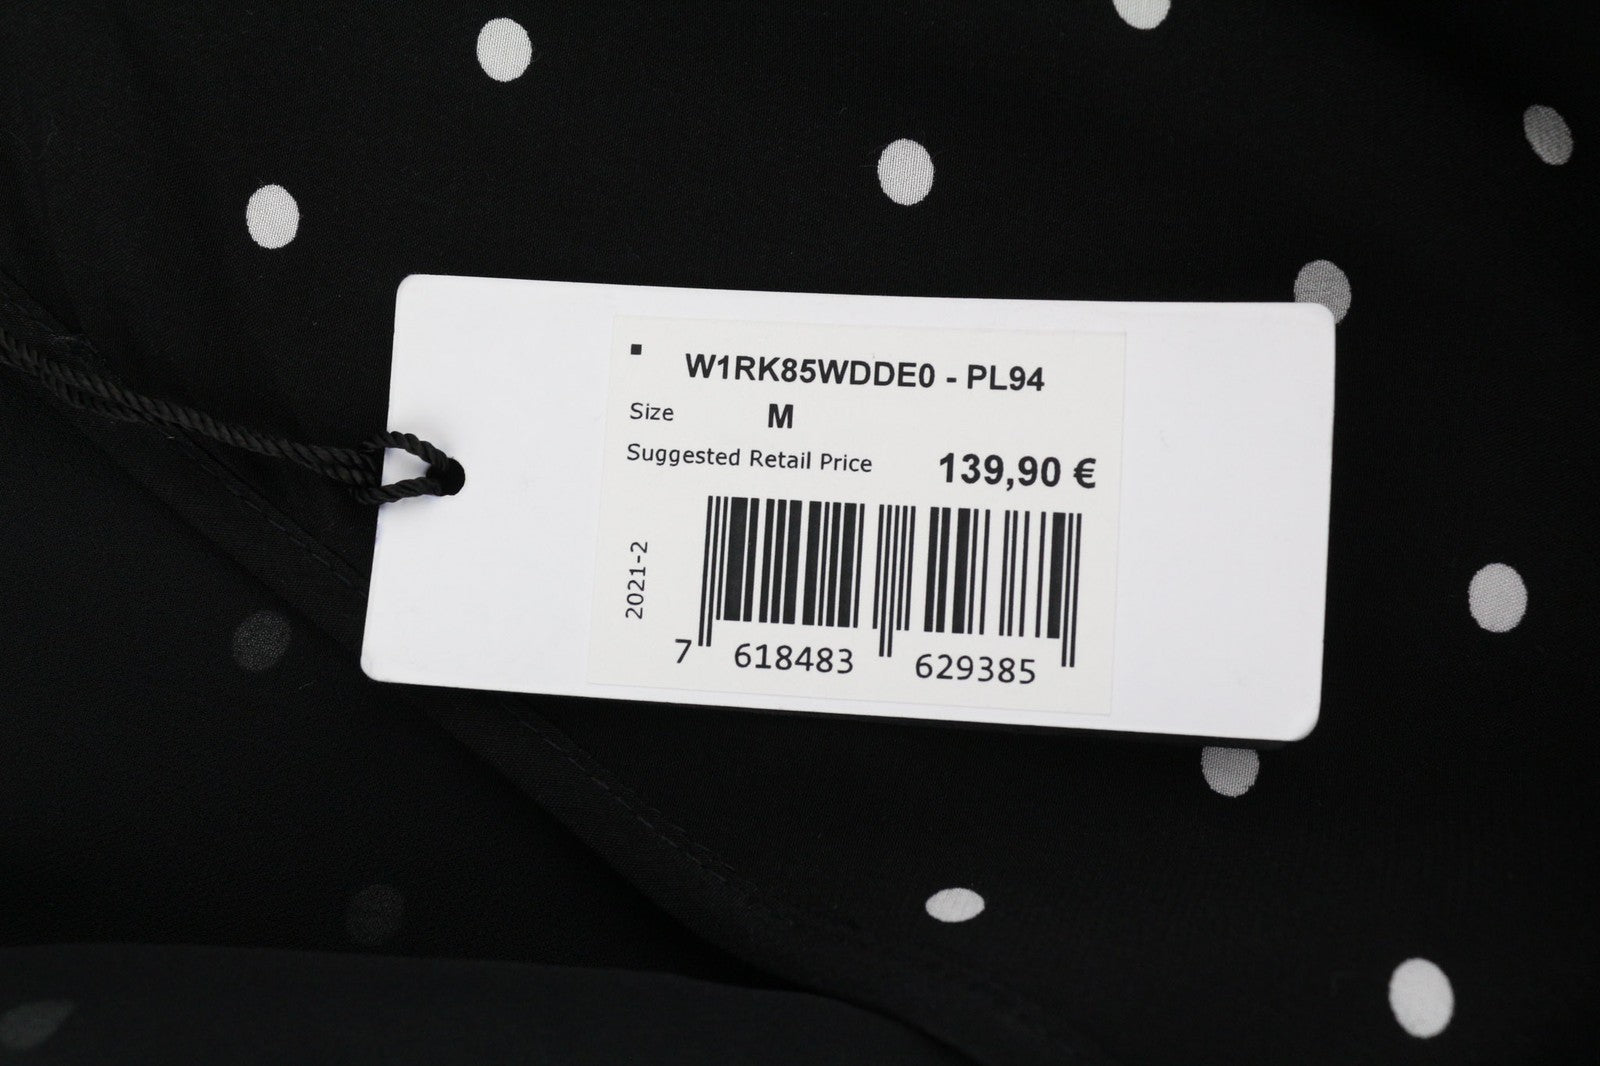 W1RK85WDDE0 - PL94
Size M
Suggested Retail Price 139,90 €
2021-2
7 618483 629385